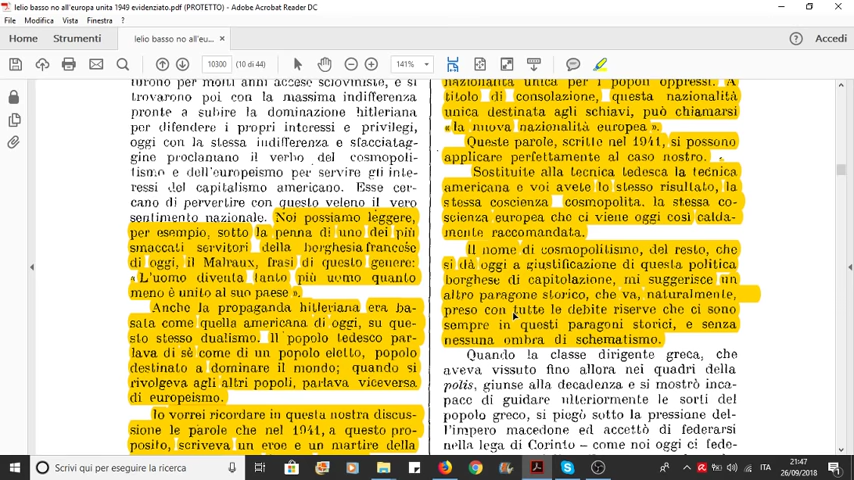 lelio basso no all'europa unita 1949 evidenziato.pdf (PROTETTO) - Adobe Acrobat Reader DC
File Modifica Vista Finestra ?
Home Strumenti lelio basso no all'eu... × Accedi
10300 (10 di 44) 141%
furono per molti anni accese scioviniste, e si
trovarono poi con la massima indifferenza
pronte a subire la dominazione hitleriana
per difendere i propri interessi e privilegi,
oggi con la stessa indifferenza e sfacciatag-
gine proclamano il verbo del cosmopoli-
tismo e dell'europeismo per servire gli inte-
ressi del capitalismo americano. Esse cer-
cano di pervertire con questo veleno il vero
sentimento nazionale. Noi possiamo leggere,
per esempio, sotto la penna di uno dei più
smaccati servitori della borghesia francese
di oggi, il Malraux, frasi di questo genere:
« L'uomo diventa tanto più uomo quanto
meno è unito al suo paese ».
Anche la propaganda hitleriana era ba-
sata come quella americana di oggi, su que-
sto stesso dualismo. Il popolo tedesco par-
lava di sè come di un popolo eletto, popolo
destinato a dominare il mondo; quando si
rivolgeva agli altri popoli, parlava viceversa
di europeismo.
Io vorrei ricordare in questa nostra discus-
sione le parole che nel 1941, a questo pro-
posito, scriveva un eroe e un martire della
nazionalità unica per i popoli oppressi. A
titolo di consolazione, questa nazionalità
unica destinata agli schiavi, può chiamarsi
« la nuova nazionalità europea ».
Queste parole, scritte nel 1941, si possono
applicare perfettamente al caso nostro.
Sostituite alla tecnica tedesca la tecnica
americana e voi avete lo stesso risultato, la
stessa coscienza cosmopolita, la stessa co-
scienza europea che ci viene oggi così calda-
mente raccomandata.
Il nome di cosmopolitismo, del resto, che
si dà oggi a giustificazione di questa politica
borghese di capitolazione, mi suggerisce un
altro paragone storico, che va, naturalmente,
preso con tutte le debite riserve che ci sono
sempre in questi paragoni storici, e senza
nessuna ombra di schematismo.
Quando la classe dirigente greca, che
aveva vissuto fino allora nei quadri della
polis, giunse alla decadenza e si mostrò inca-
pace di guidare ulteriormente le sorti del
popolo greco, si piegò sotto la pressione del-
l'impero macedone ed accettò di federarsi
nella lega di Corinto – come noi oggi ci fede-
Scrivi qui per eseguire la ricerca ITA 21:47
26/09/2018